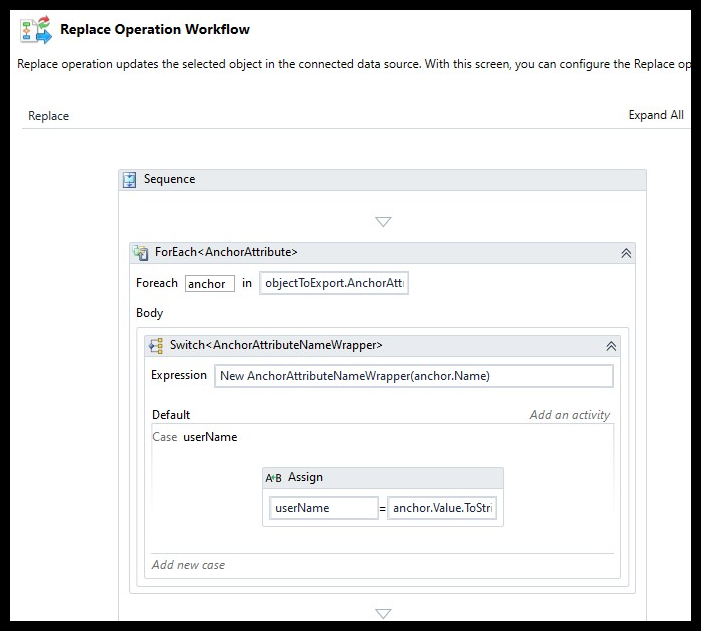 Replace Operation Workflow
Replace operation updates the selected object in the connected data source. With this screen, you can configure the Replace op
Replace Expand All
Sequence
ForEach<AnchorAttribute>
Foreach anchor in objectToExport.AnchorAttı
Body
Switch<AnchorAttributeNameWrapper>
Expression New AnchorAttributeNameWrapper(anchor.Name)
Default Add an activity
Case userName
A+B Assign
userName = anchor.Value.ToStri
Add new case